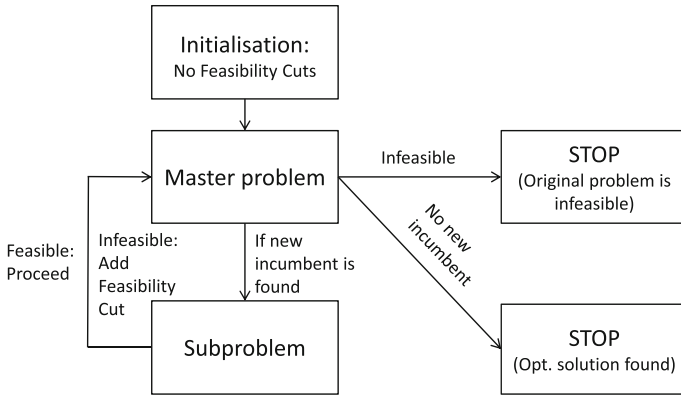 Initialisation:
No Feasibility Cuts
Master problem
Infeasible
STOP
(Original problem is
infeasible)
No new
incumbent
Feasible:
Proceed
Infeasible:
Add
Feasibility
Cut
If new
incumbent is
found
Subproblem
STOP
(Opt. solution found)